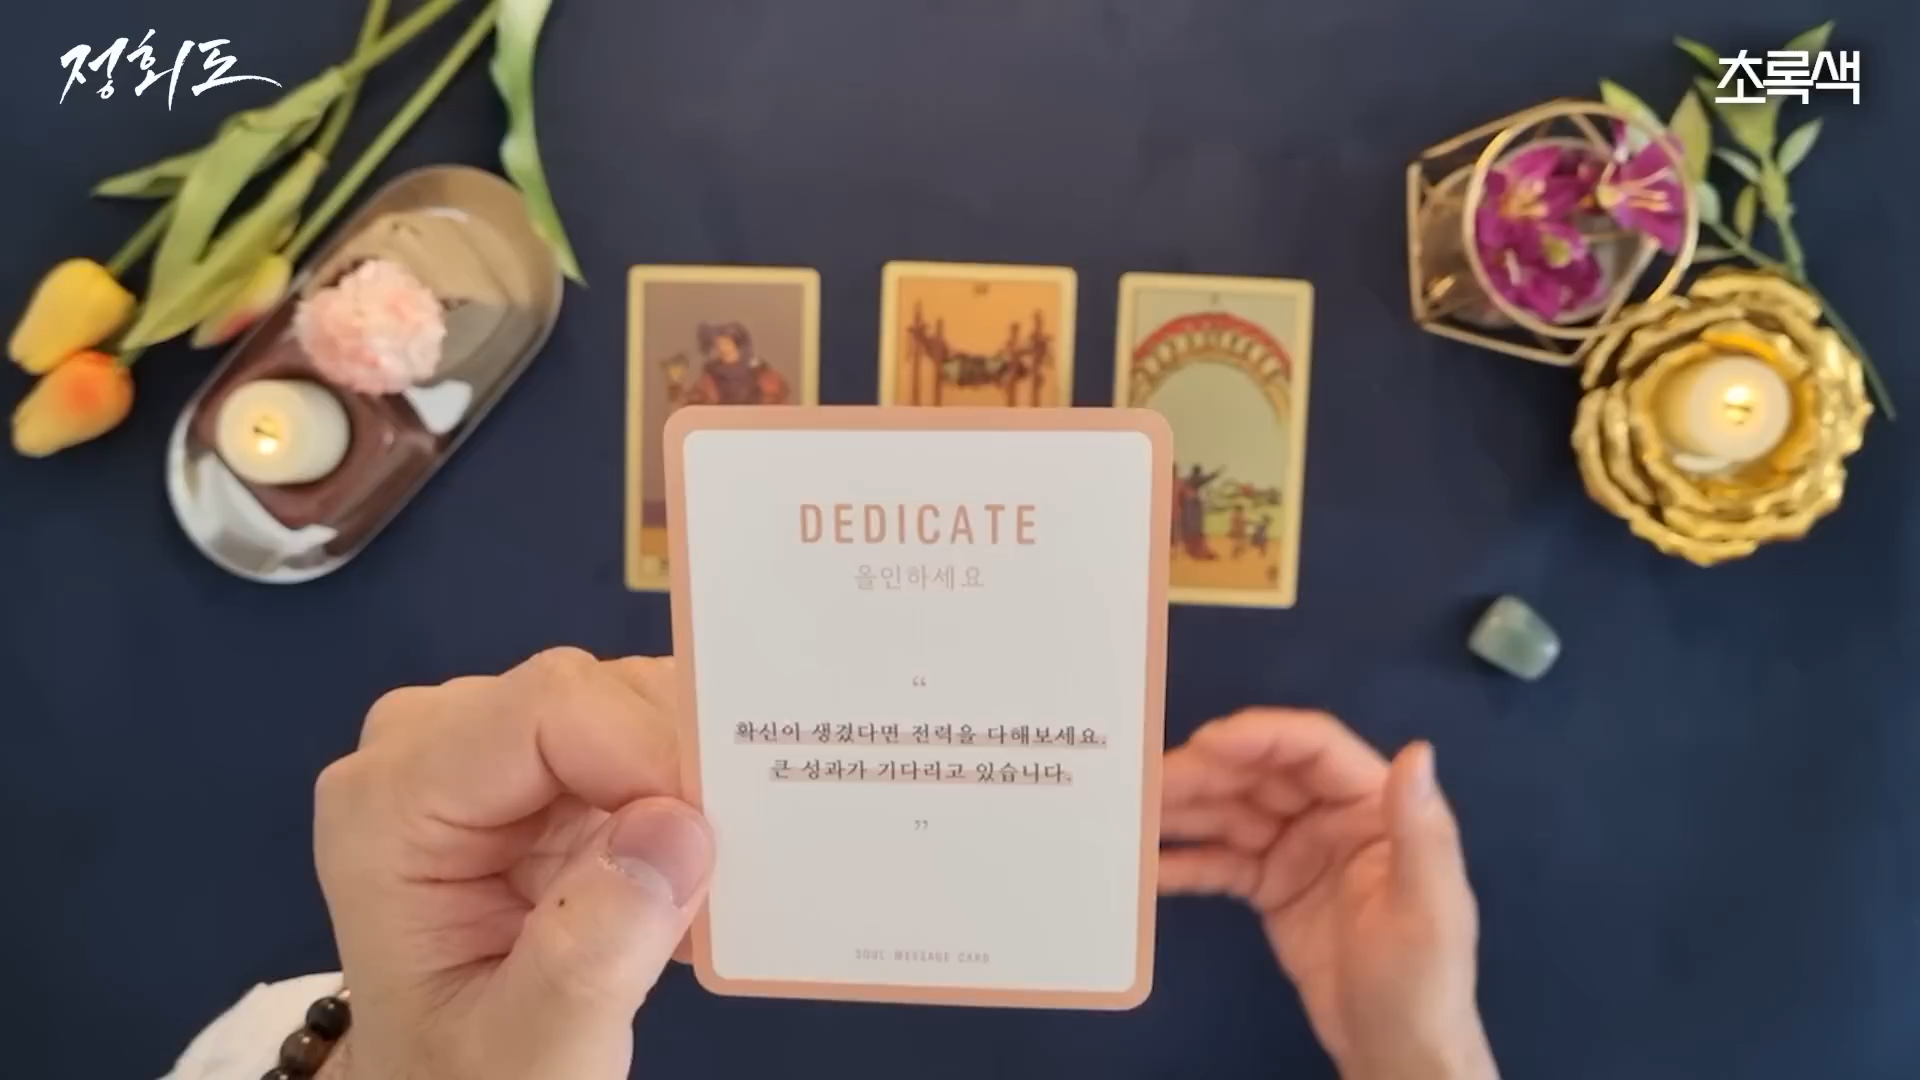 정회도
초록색
DEDICATE
올인하세요
“
확신이 생겼다면 전력을 다해보세요.
큰 성과가 기다리고 있습니다.
”
SOUL MESSAGE CARD